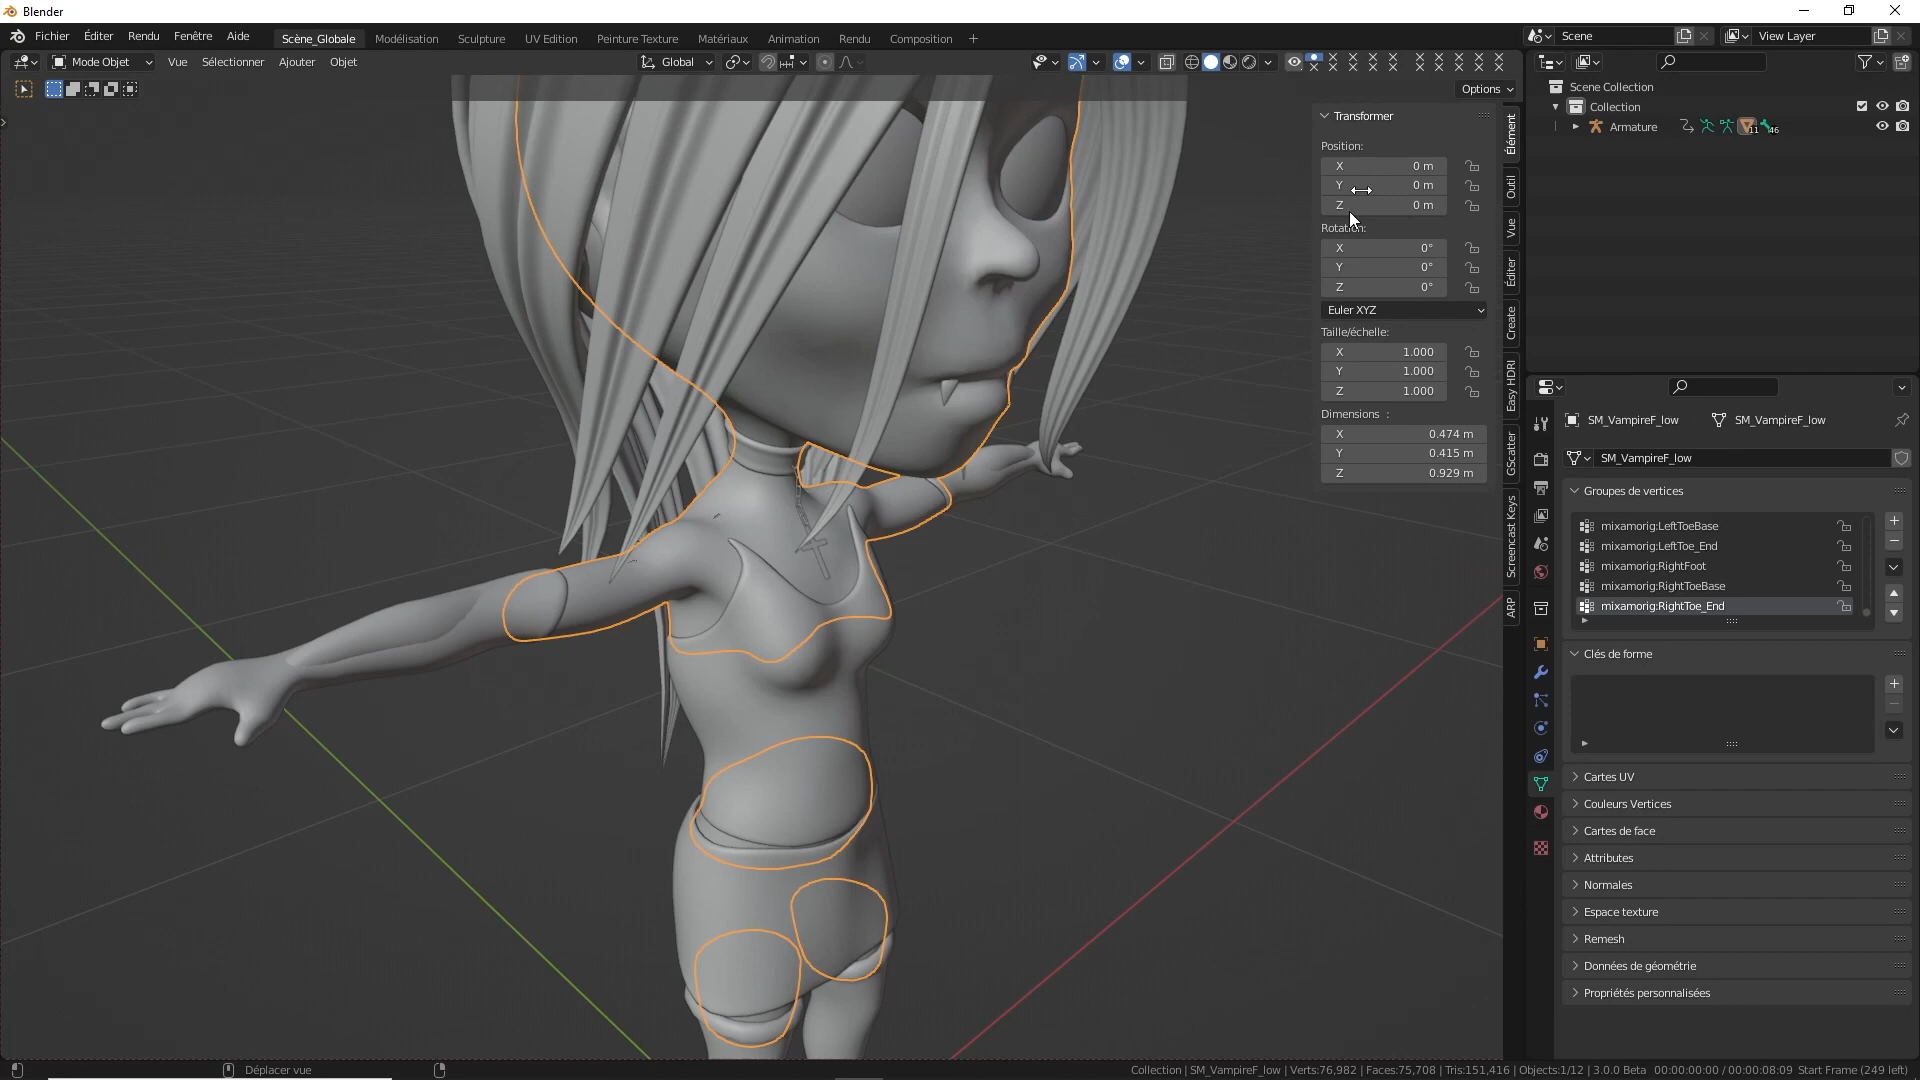 Blender
Fichier Éditer Rendu Fenêtre Aide Scène_Globale Modélisation Sculpture UV Edition Peinture Texture Matériaux Animation Rendu Composition + Scene View Layer
Mode Objet Vue Sélectionner Ajouter Objet Global
Options
Scene Collection
Collection
Armature 11 46
Transformer
Position:
X 0 m
Y 0 m
Z 0 m
Rotation:
X 0°
Y 0°
Z 0°
Euler XYZ
Taille/échelle:
X 1.000
Y 1.000
Z 1.000
Dimensions :
X 0.474 m
Y 0.415 m
Z 0.929 m
Élément
Outil
Vue
Éditer
Create
Easy HDRI
GScatter
Screencast Keys
ARP
SM_VampireF_low SM_VampireF_low
SM_VampireF_low
Groupes de vertices
mixamorig:LeftToeBase
mixamorig:LeftToe_End
mixamorig:RightFoot
mixamorig:RightToeBase
mixamorig:RightToe_End
Clés de forme
Cartes UV
Couleurs Vertices
Cartes de face
Attributes
Normales
Espace texture
Remesh
Données de géométrie
Propriétés personnalisées
Déplacer vue
Collection | SM_VampireF_low | Verts:76,982 | Faces:75,708 | Tris:151,416 | Objects:1/12 | 3.0.0 Beta 00:00:00:00 / 00:00:08:09 Start Frame (249 left)